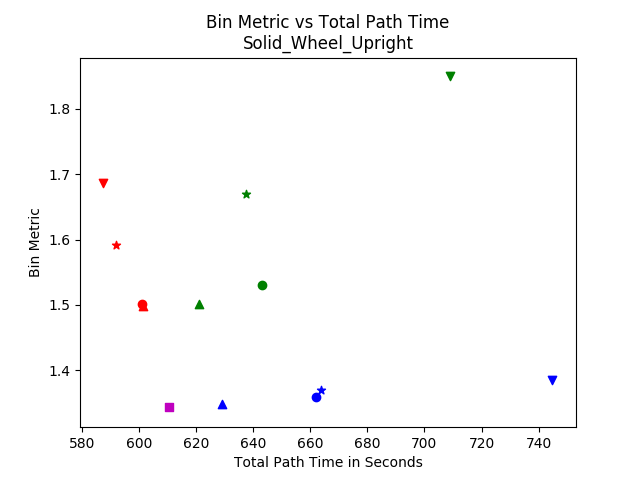 Bin Metric vs Total Path Time
Solid_Wheel_Upright
Bin Metric
1.8
1.7
1.6
1.5
1.4
580 600 620 640 660 680 700 720 740
Total Path Time in Seconds